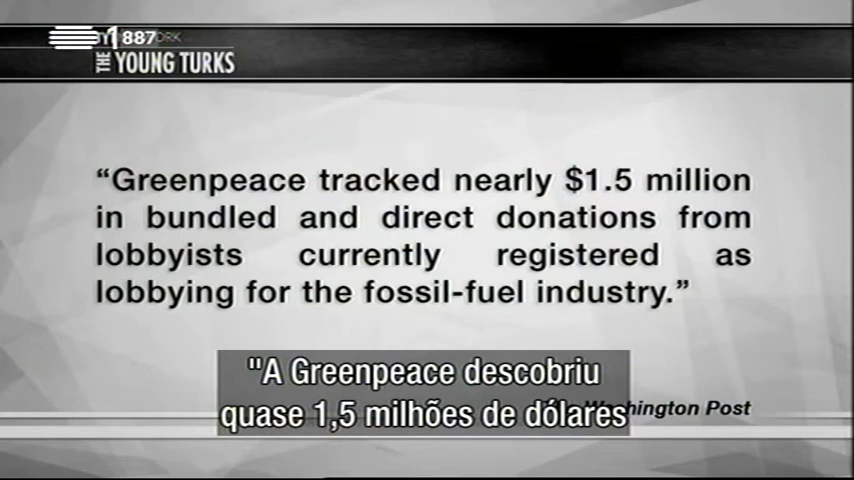 1 887
THE YOUNG TURKS
“Greenpeace tracked nearly $1.5 million
in bundled and direct donations from
lobbyists currently registered as
lobbying for the fossil-fuel industry.”
"A Greenpeace descobriu
quase 1,5 milhões de dólares
Post